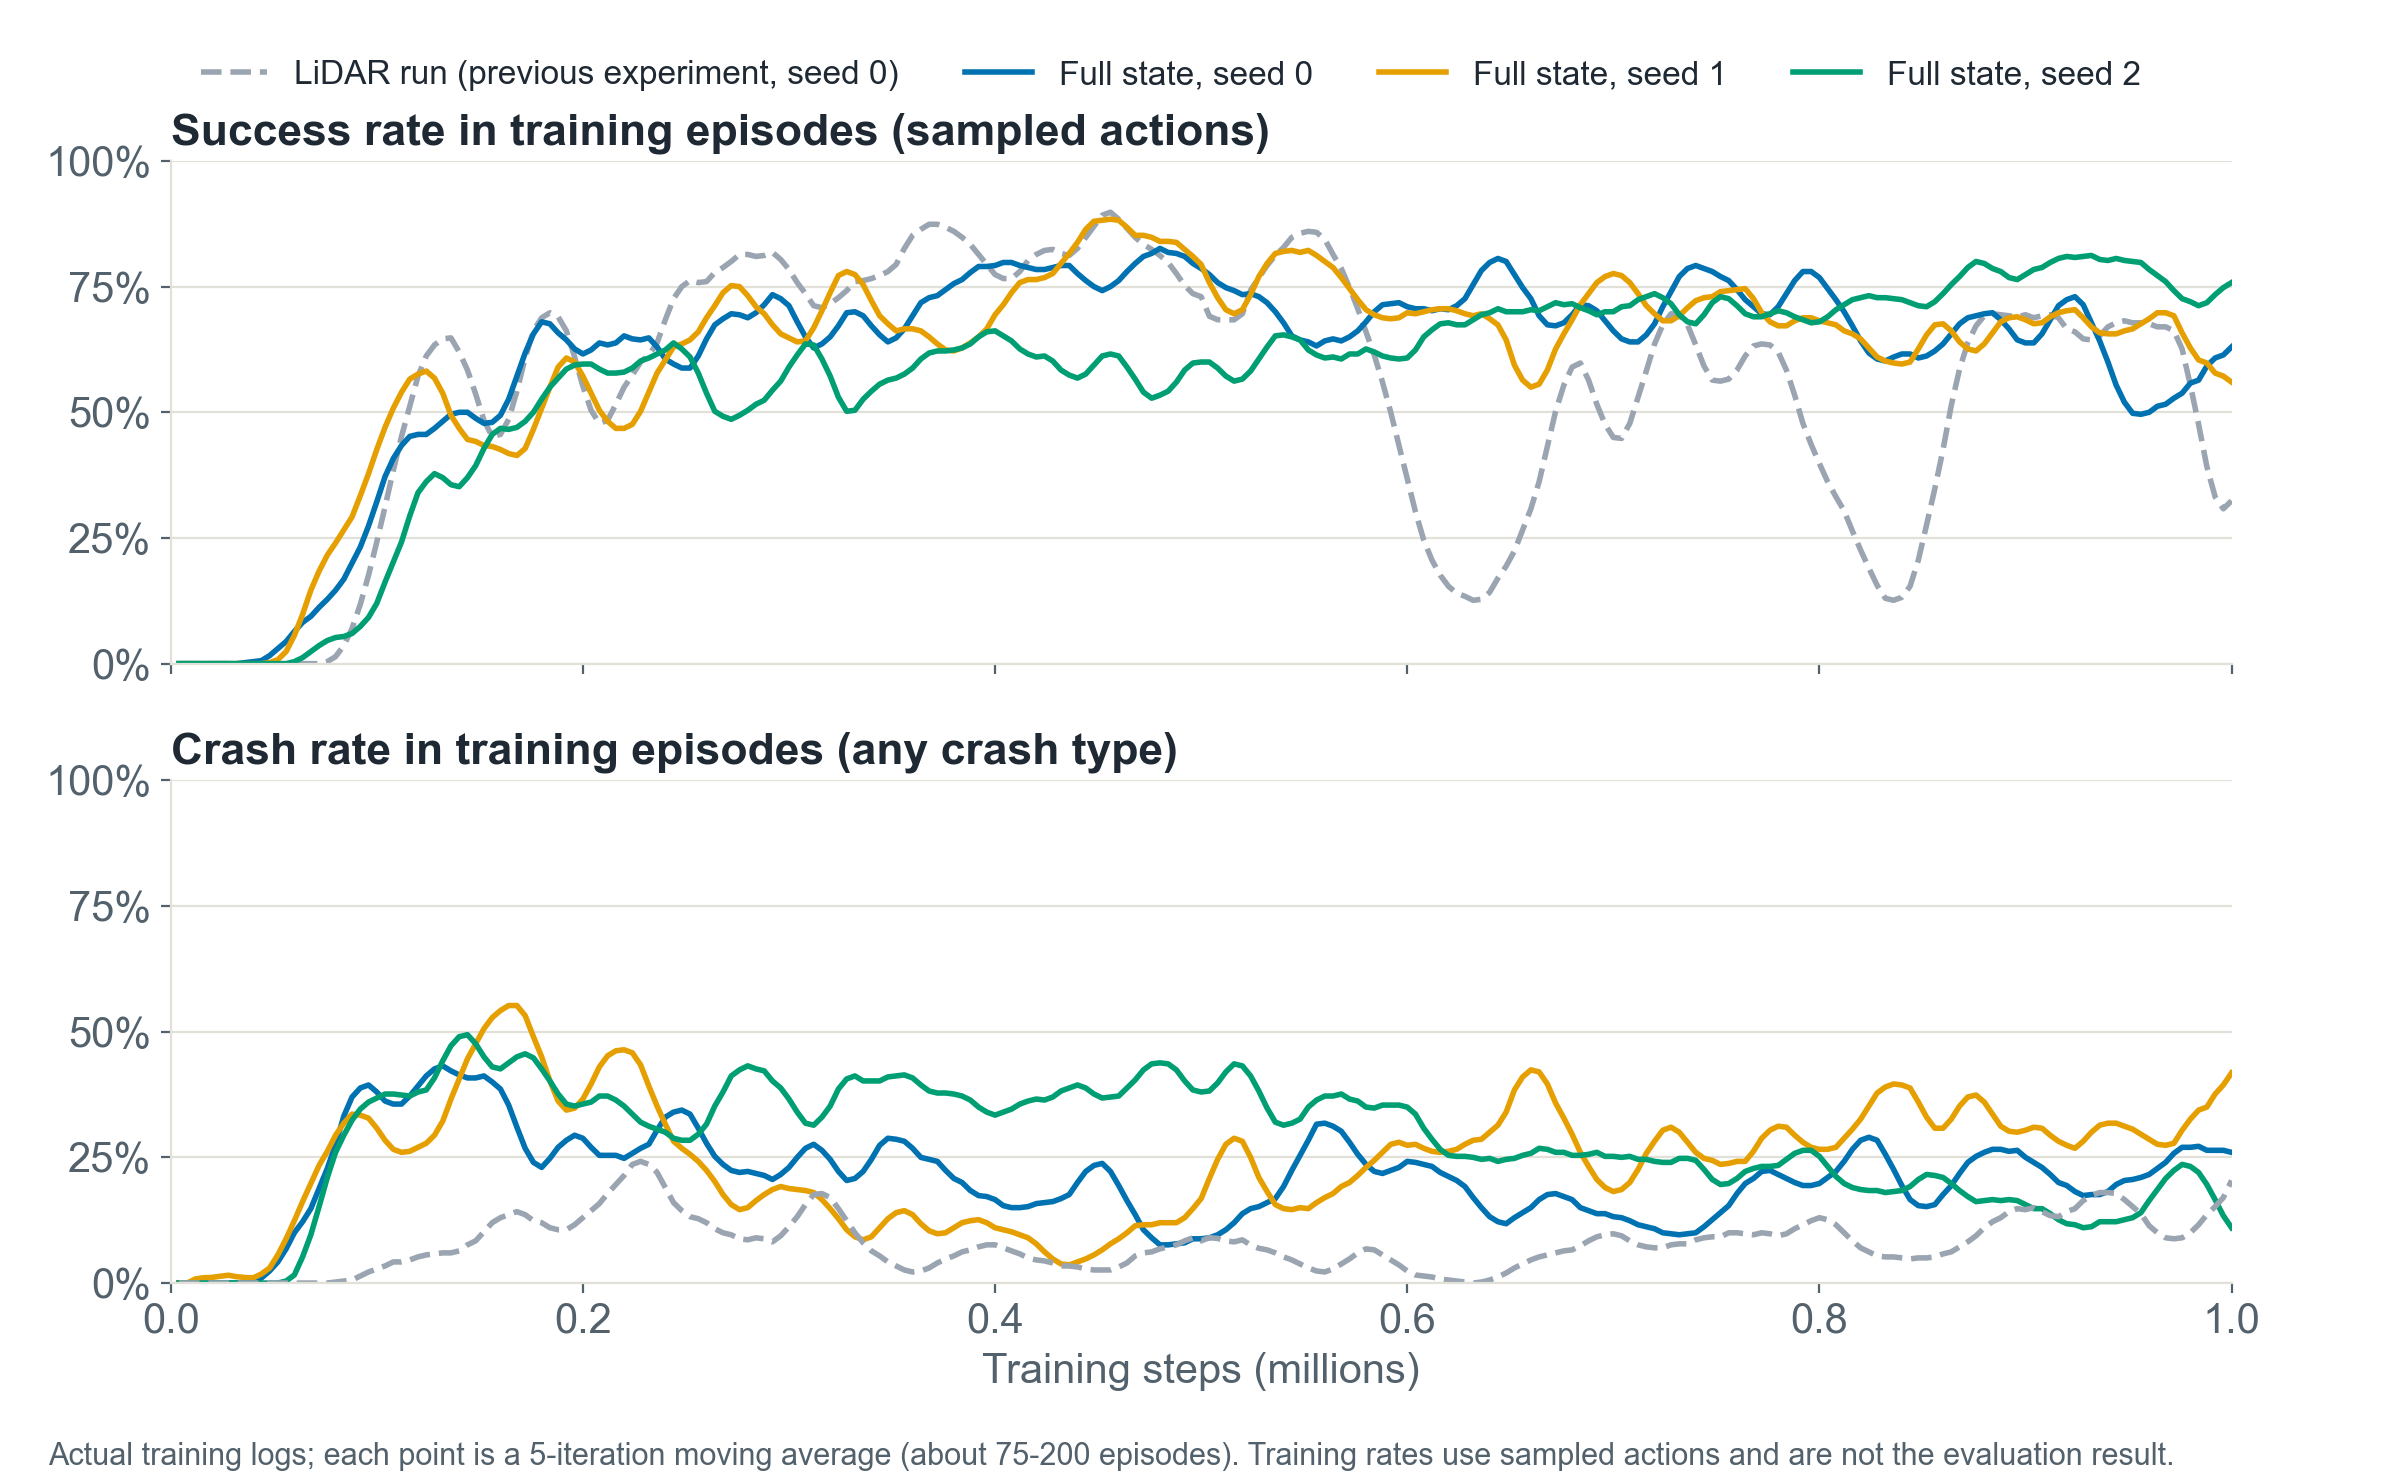 LiDAR run (previous experiment, seed 0) Full state, seed 0 Full state, seed 1 Full state, seed 2
Success rate in training episodes (sampled actions)
100%
75%
50%
25%
0%
Crash rate in training episodes (any crash type)
100%
75%
50%
25%
0%
0.0 0.2 0.4 0.6 0.8 1.0
Training steps (millions)
Actual training logs; each point is a 5-iteration moving average (about 75-200 episodes). Training rates use sampled actions and are not the evaluation result.